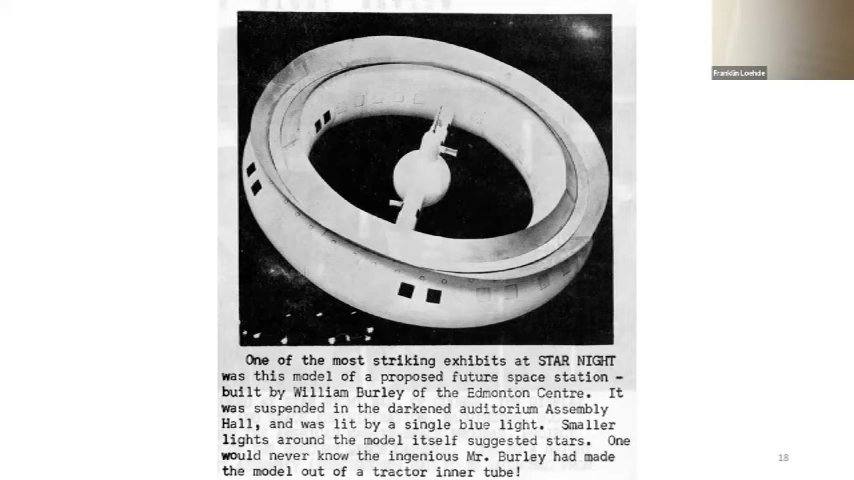 Franklin Loehde
One of the most striking exhibits at STAR NIGHT
was this model of a proposed future space station -
built by William Burley of the Edmonton Centre. It
was suspended in the darkened auditorium Assembly
Hall, and was lit by a single blue light. Smaller
lights around the model itself suggested stars. One
would never know the ingenious Mr. Burley had made
the model out of a tractor inner tube!
18